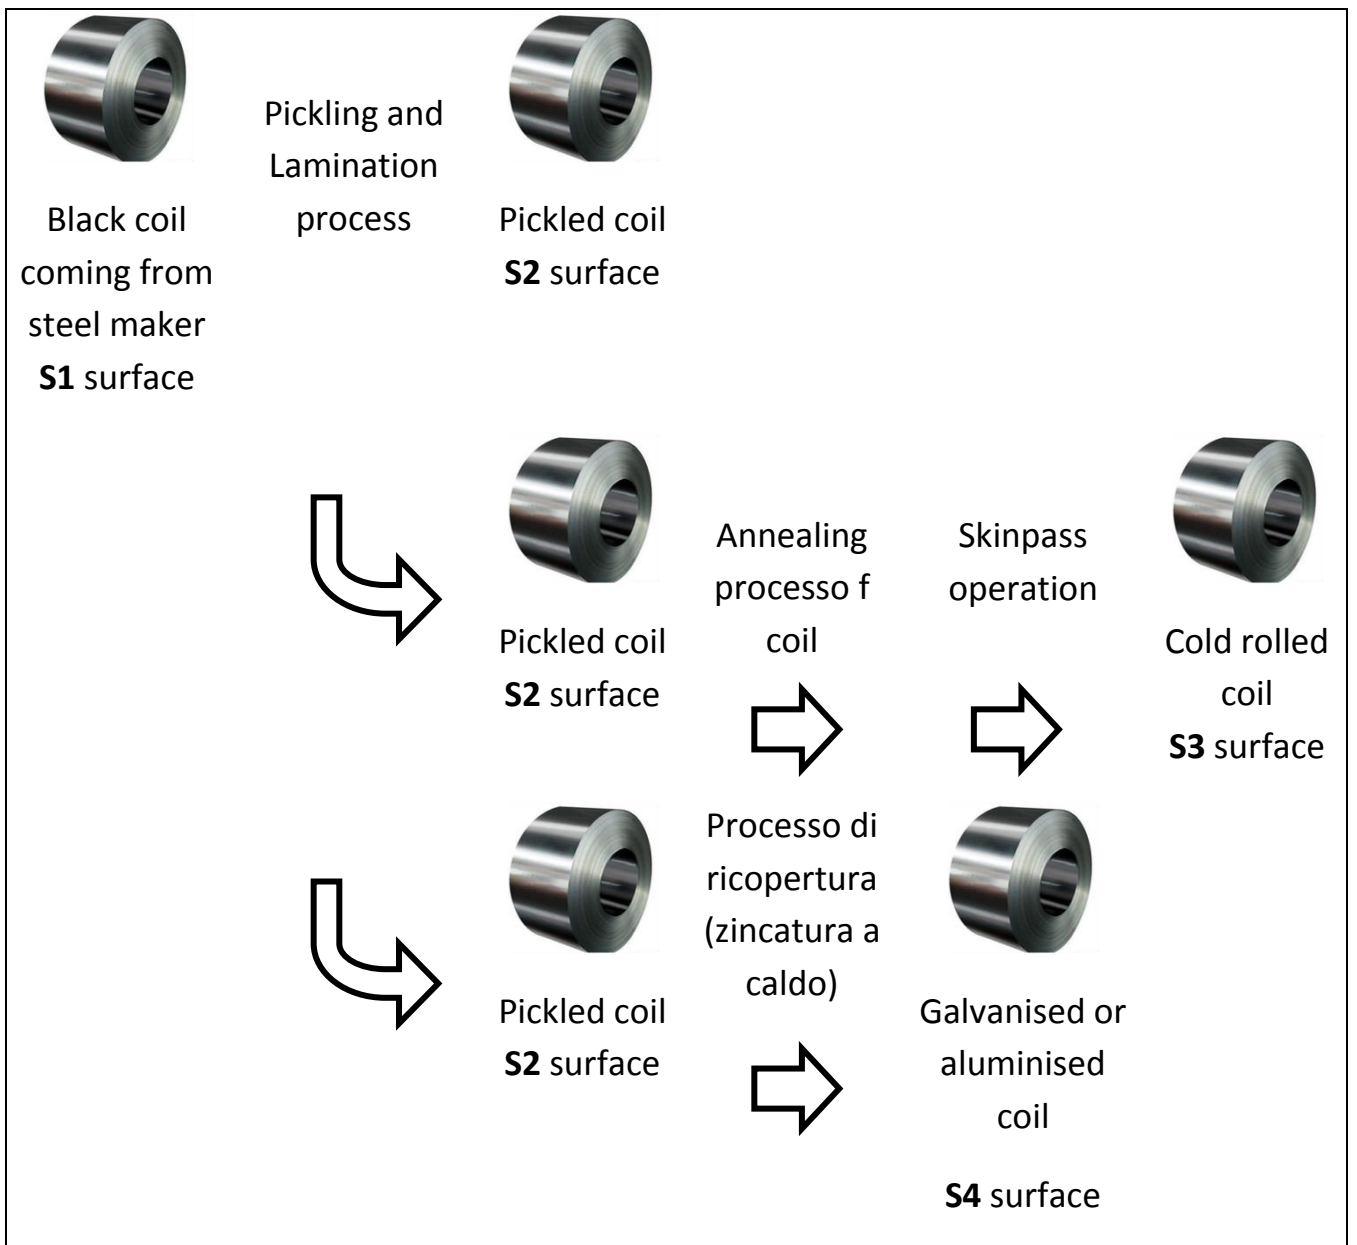 Black coil
coming from
steel maker
S1 surface
Pickling and
Lamination
process
Pickled coil
S2 surface
Pickled coil
S2 surface
Annealing
processo f
coil
Skinpass
operation
Cold rolled
coil
S3 surface
Pickled coil
S2 surface
Processo di
ricopertura
(zincatura a
caldo)
Galvanised or
aluminised
coil
S4 surface